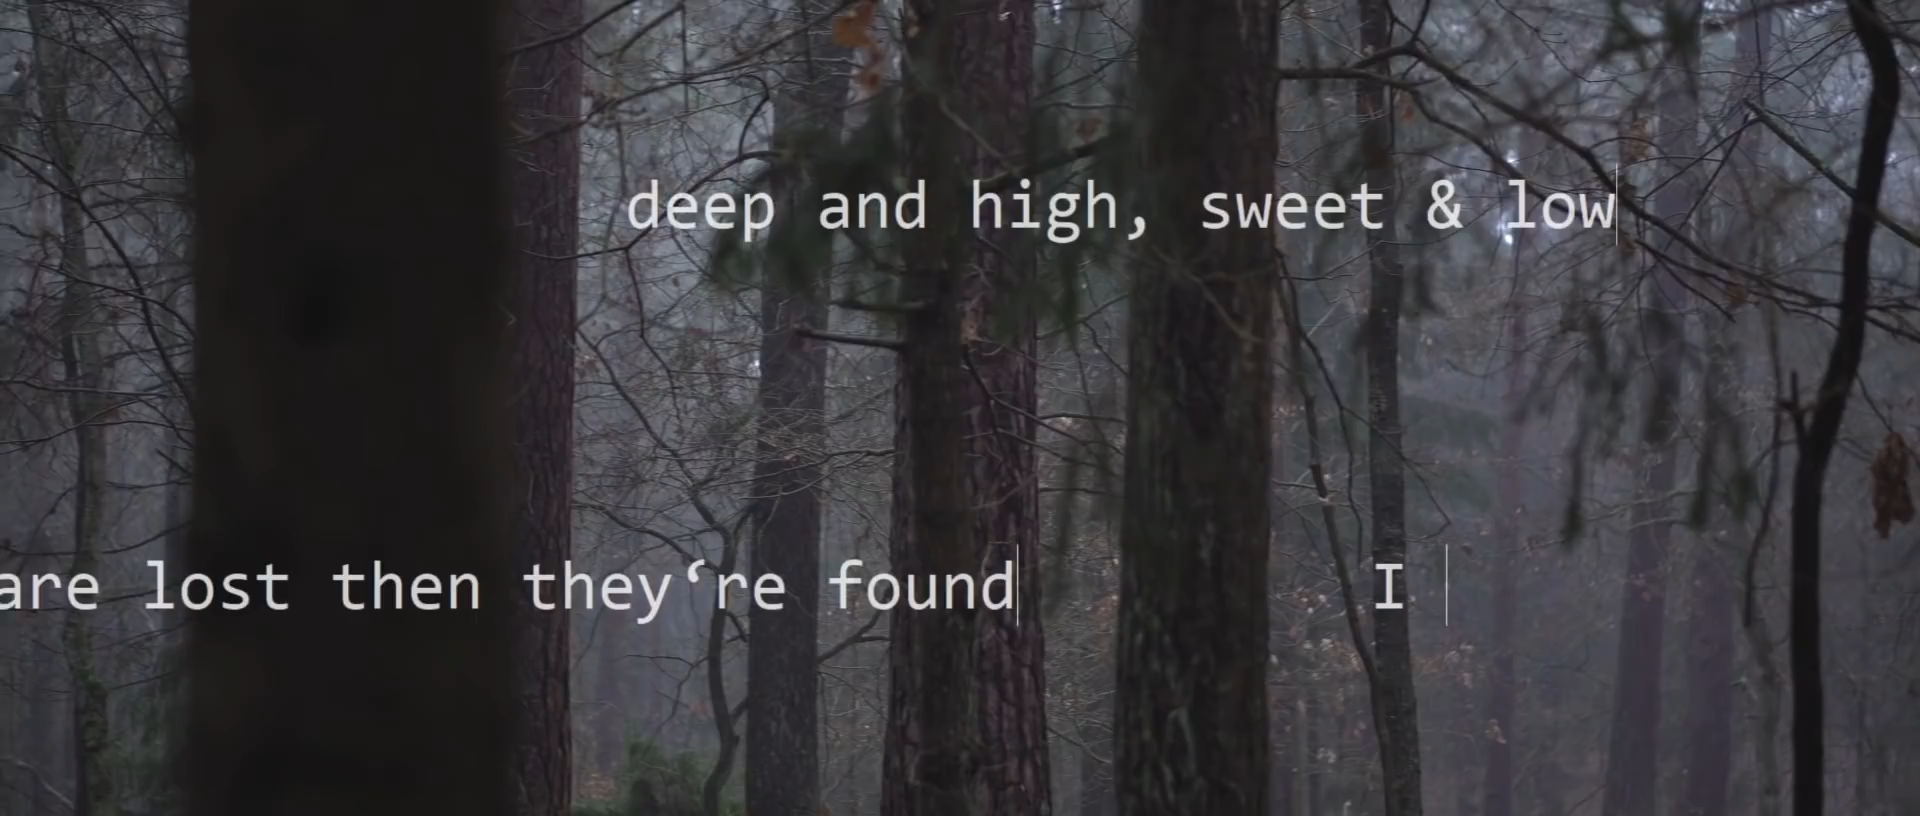 deep and high, sweet & low
are lost then they‘re found
I